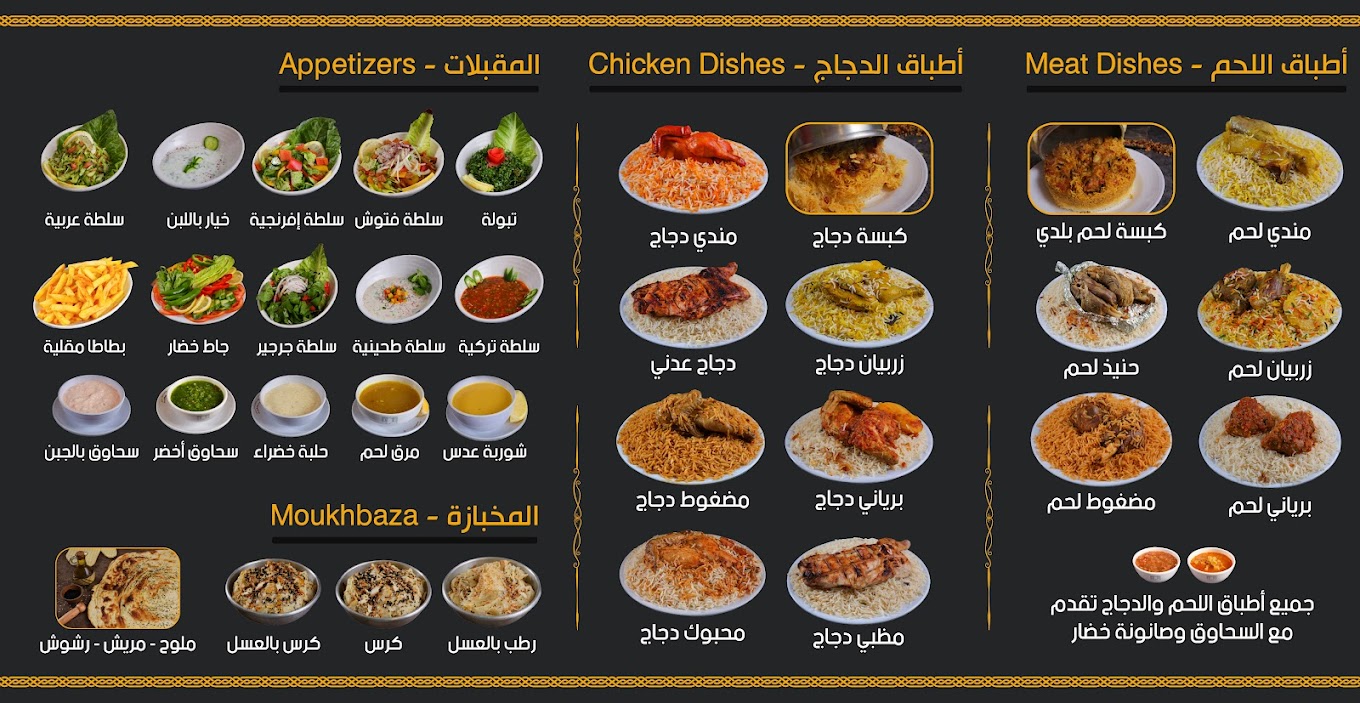 أطباق اللحم - Meat Dishes
مندي لحم
كبسة لحم بلدي
زربيان لحم
حنيذ لحم
برياني لحم
مضغوط لحم
جميع أطباق اللحم والدجاج تقدم
مع السحاوق وصانونة خضار
أطباق الدجاج - Chicken Dishes
كبسة دجاج
مندي دجاج
زربيان دجاج
دجاج عدني
برياني دجاج
مضغوط دجاج
مظبي دجاج
محبوك دجاج
المقبلات - Appetizers
تبولة
سلطة فتوش
سلطة إفرنجية
خيار باللبن
سلطة عربية
سلطة تركية
سلطة طحينية
سلطة جرجير
جاط خضار
بطاطا مقلية
شوربة عدس
مرق لحم
حلبة خضراء
سحاوق أخضر
سحاوق بالجبن
المخبازة - Moukhbaza
رطب بالعسل
كرس
كرس بالعسل
ملوح - مريش - رشوش